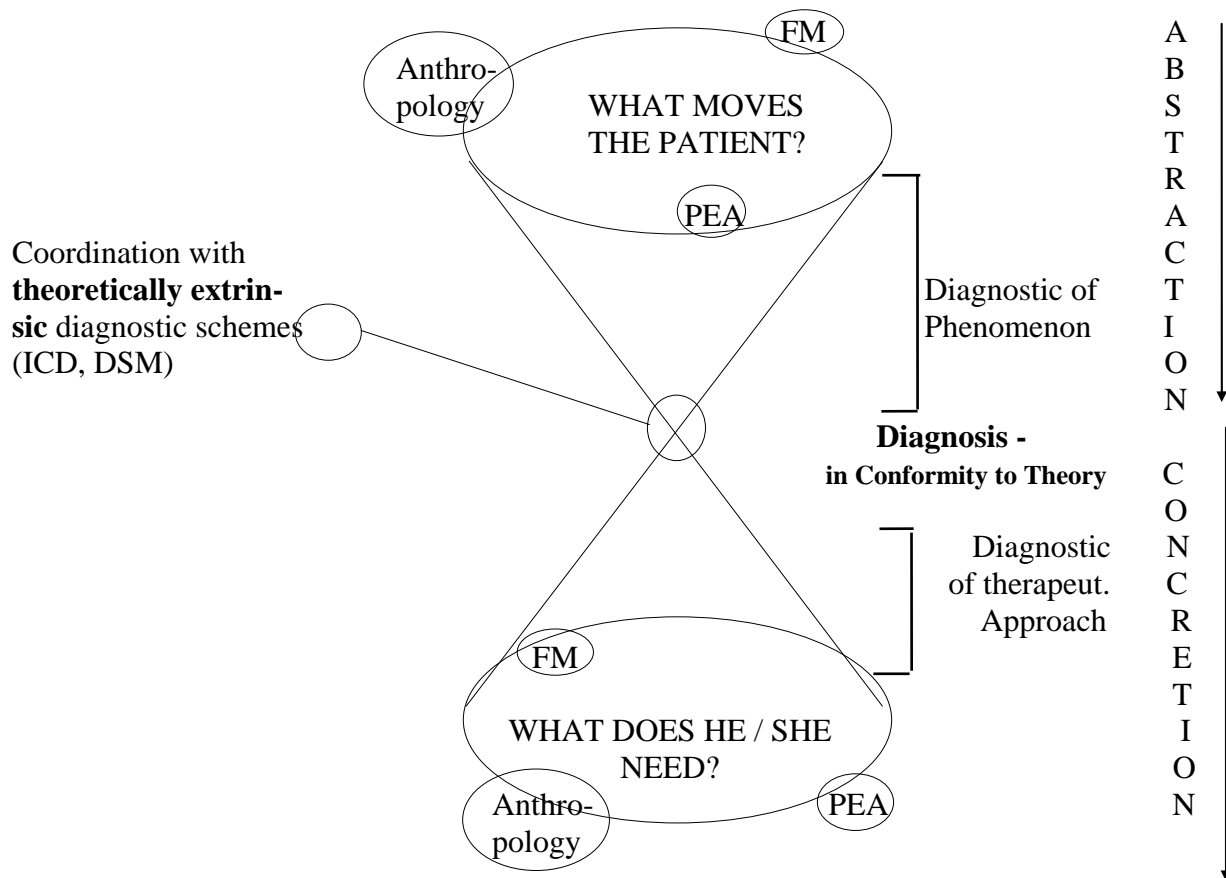 FM
Anthro-
pology
WHAT MOVES
THE PATIENT?
PEA
Coordination with
theoretically extrin-
sic diagnostic schemes
(ICD, DSM)
Diagnostic of
Phenomenon
A
B
S
T
R
A
C
T
I
O
N
Diagnosis -
in Conformity to Theory
Diagnostic
of therapeut.
Approach
C
O
N
C
R
E
T
I
O
N
FM
WHAT DOES HE / SHE
NEED?
Anthro-
pology
PEA